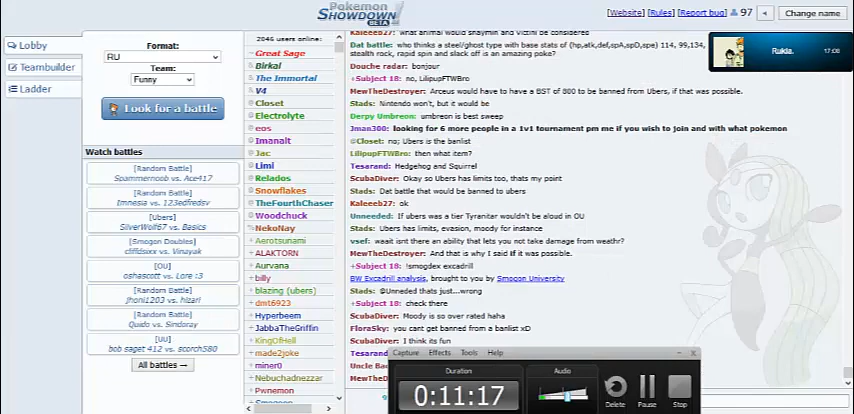 Pokemon
SHOWDOWN
BETA
[Website] [Rules] [Report bug] 97 Change name
Lobby
Teambuilder
Ladder
Format:
RU
Team:
Funny
Look for a battle
Watch battles
[Random Battle]
Spammernoob vs. Ace417
[Random Battle]
Imnesia vs. 123edfredsv
[Ubers]
SilverWolf67 vs. Basics
[Smogon Doubles]
cliffdsixx vs. Vinayak
[OU]
oshascott vs. Lore :3
[Random Battle]
jhoni1203 vs. hizari
[Random Battle]
Quido vs. Sindoray
[UU]
bob saget 412 vs. scorch580
All battles →
2046 users online:
Great Sage
Birkal
The Immortal
V4
@Closet
@Electrolyte
@eos
@Imanalt
@Jac
@Limi
@Relados
@Snowflakes
@TheFourthChaser
@Woodchuck
%NekoNay
+Aerotsunami
+ALAKTORN
+Aurvana
+billy
+blazing (ubers)
+dmt6923
+Hyperbeem
+JabbaTheGriffin
+KingOfHell
+made2joke
+miner0
+Nebuchadnezzar
+Pwnemon
Kaleeeb27: what animal would shaymin and victini be considered
Dat battle: who thinks a steel/ghost type with base stats of (hp,atk,def,spA,spD,spe) 114, 99,134,
stealth rock, rapid spin and slack off is an amazing poke?
Douche radar: bonjour
+Subject 18: no, LilipupFTWBro
MewTheDestroyer: Arceus would have to have a BST of 800 to be banned from Ubers, if that was possible.
Stads: Nintendo won't, but it would be
Derpy Umbreon: umbreon is best sweep
Jman300: looking for 6 more people in a 1v1 tournament pm me if you wish to join and with what pokemon
@Closet: no; Ubers is the banlist
LilipupFTWBro: then what item?
Tesarand: Hedgehog and Squirrel
ScubaDiver: Okay so Ubers has limits too, thats my point
Stads: Dat battle that would be banned to ubers
Kaleeeb27: ok
Unneeded: If ubers was a tier Tyranitar wouldn't be aloud in OU
Stads: Ubers has limits, evasion, moody for instance
vsef: waait isnt there an ability that lets you not take damage from weathr?
MewTheDestroyer: And that is why I said if it was possible.
+Subject 18: !smogdex excadrill
BW Excadrill analysis, brought to you by Smogon University
Stads: @Unneded thats just...wrong
+Subject 18: check there
ScubaDiver: Moody is so over rated haha
FloraSky: you cant get banned from a banlist xD
ScubaDiver: I think its fun
Tesarand
Uncle Ba
MewTheD
Rukia.
17:08
Capture Effects Tools Help
Duration
0:11:17
Audio
Delete Pause Stop